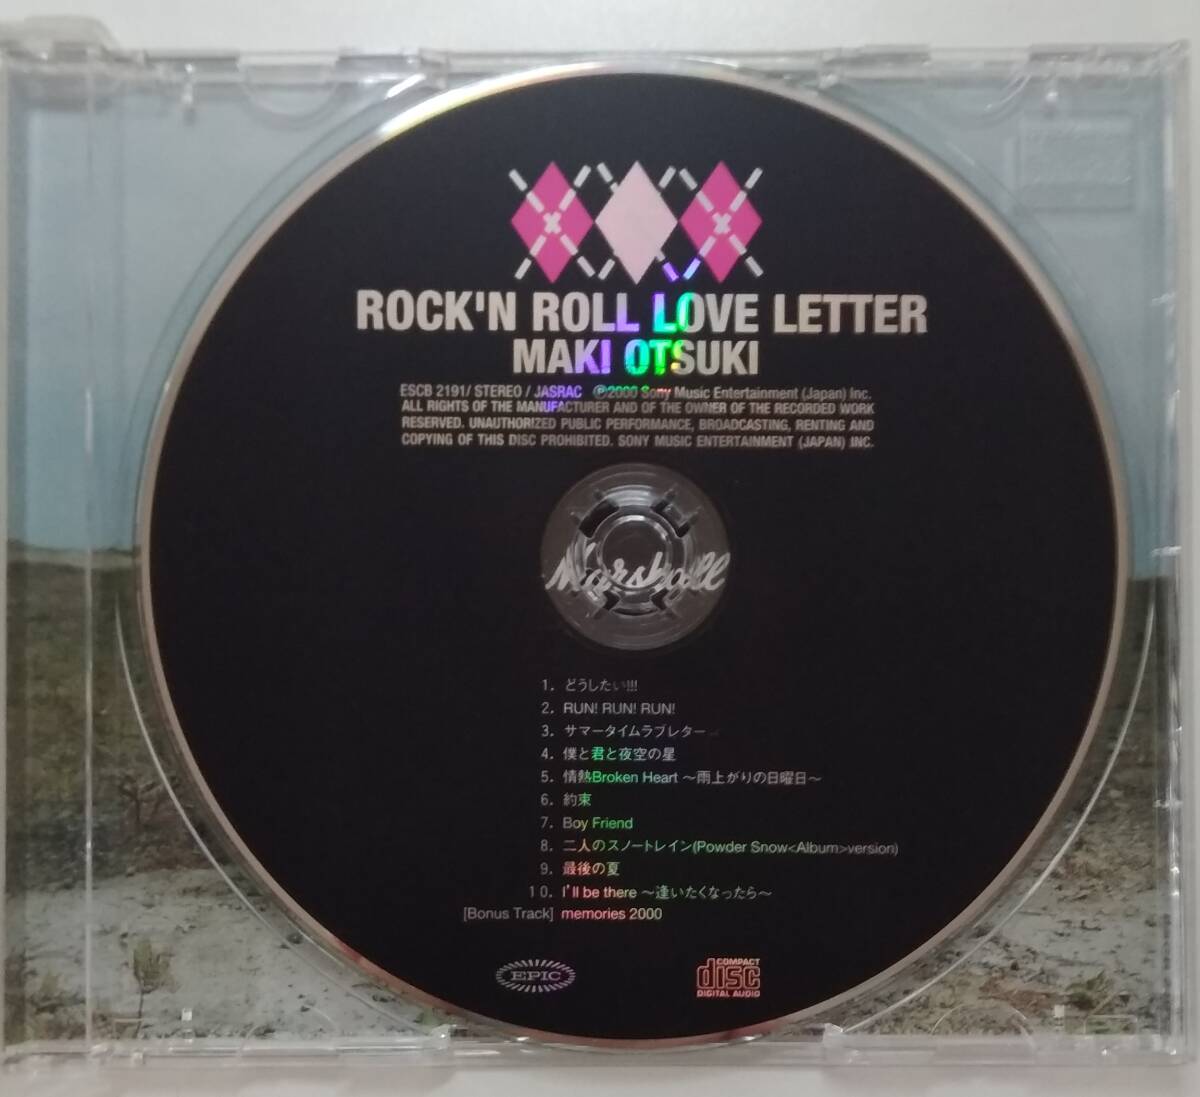 ROCK'N ROLL LOVE LETTER
MAKI OTSUKI
ESCB 2191/ STEREO / JASRAC ℗2000 Sony Music Entertainment (Japan) Inc.
ALL RIGHTS OF THE MANUFACTURER AND OF THE OWNER OF THE RECORDED WORK
RESERVED. UNAUTHORIZED PUBLIC PERFORMANCE, BROADCASTING, RENTING AND
COPYING OF THIS DISC PROHIBITED. SONY MUSIC ENTERTAINMENT (JAPAN) INC.
Marshall
1. どうしたい!!!
2. RUN! RUN! RUN!
3. サマータイムラブレター
4. 僕と君と夜空の星
5. 情熱Broken Heart ～雨上がりの日曜日～
6. 約束
7. Boy Friend
8. 二人のスノートレイン(Powder Snow<Album>version)
9. 最後の夏
10. I'll be there ～逢いたくなったら～
[Bonus Track] memories 2000
EPIC
COMPACT
disc
DIGITAL AUDIO